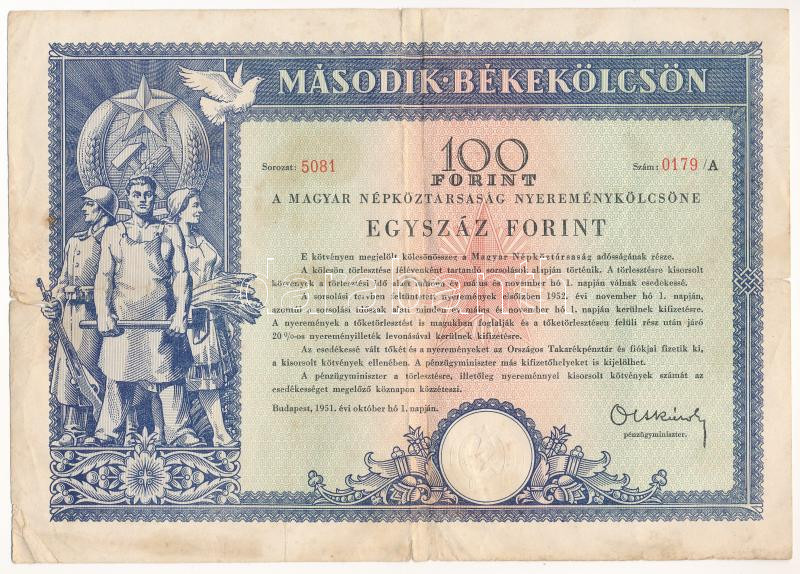 MÁSODIK·BÉKEKÖLCSÖN
Sorozat: 5081
100
FORINT
Szám: 0179 /A
A MAGYAR NÉPKÖZTARSASÁG NYEREMÉNYKÖLCSÖNE
EGYSZÁZ FORINT
E kötvényen megjelölt kölcsönösszeg a Magyar Népköztársaság adósságának része.
A kölcsön törlesztése félévenként tartandó sorsolások alapján történik. A törlesztésre kisorsolt
kötvények a törlesztési idő alatt évenként év május és november hó 1. napján válnak esedékessé.
A sorsolási tervben feltüntetett nyeremények elsőízben 1952. évi november hó 1. napján,
azontúl a sorsolási időszak alatt minden év május és november hó 1. napján kerülnek kifizetésre.
A nyeremények a tőketörlesztést is magukban foglalják és a tőketörlesztésen felüli rész után járó
20%-os nyereményilleték levonásával kerülnek kifizetésre.
Az esedékessé vált tőkét és a nyereményeket az Országos Takarékpénztár és fiókjai fizetik ki,
a kisorsolt kötvények ellenében. A pénzügyminiszter más kifizetőhelyeket is kijelölhet.
A pénzügyminiszter a törlesztésre, illetőleg nyereménnyel kisorsolt kötvények számát az
esedékességet megelőző köznapon közzéteszi.
Budapest, 1951. évi október hó 1. napján.
pénzügyminiszter.